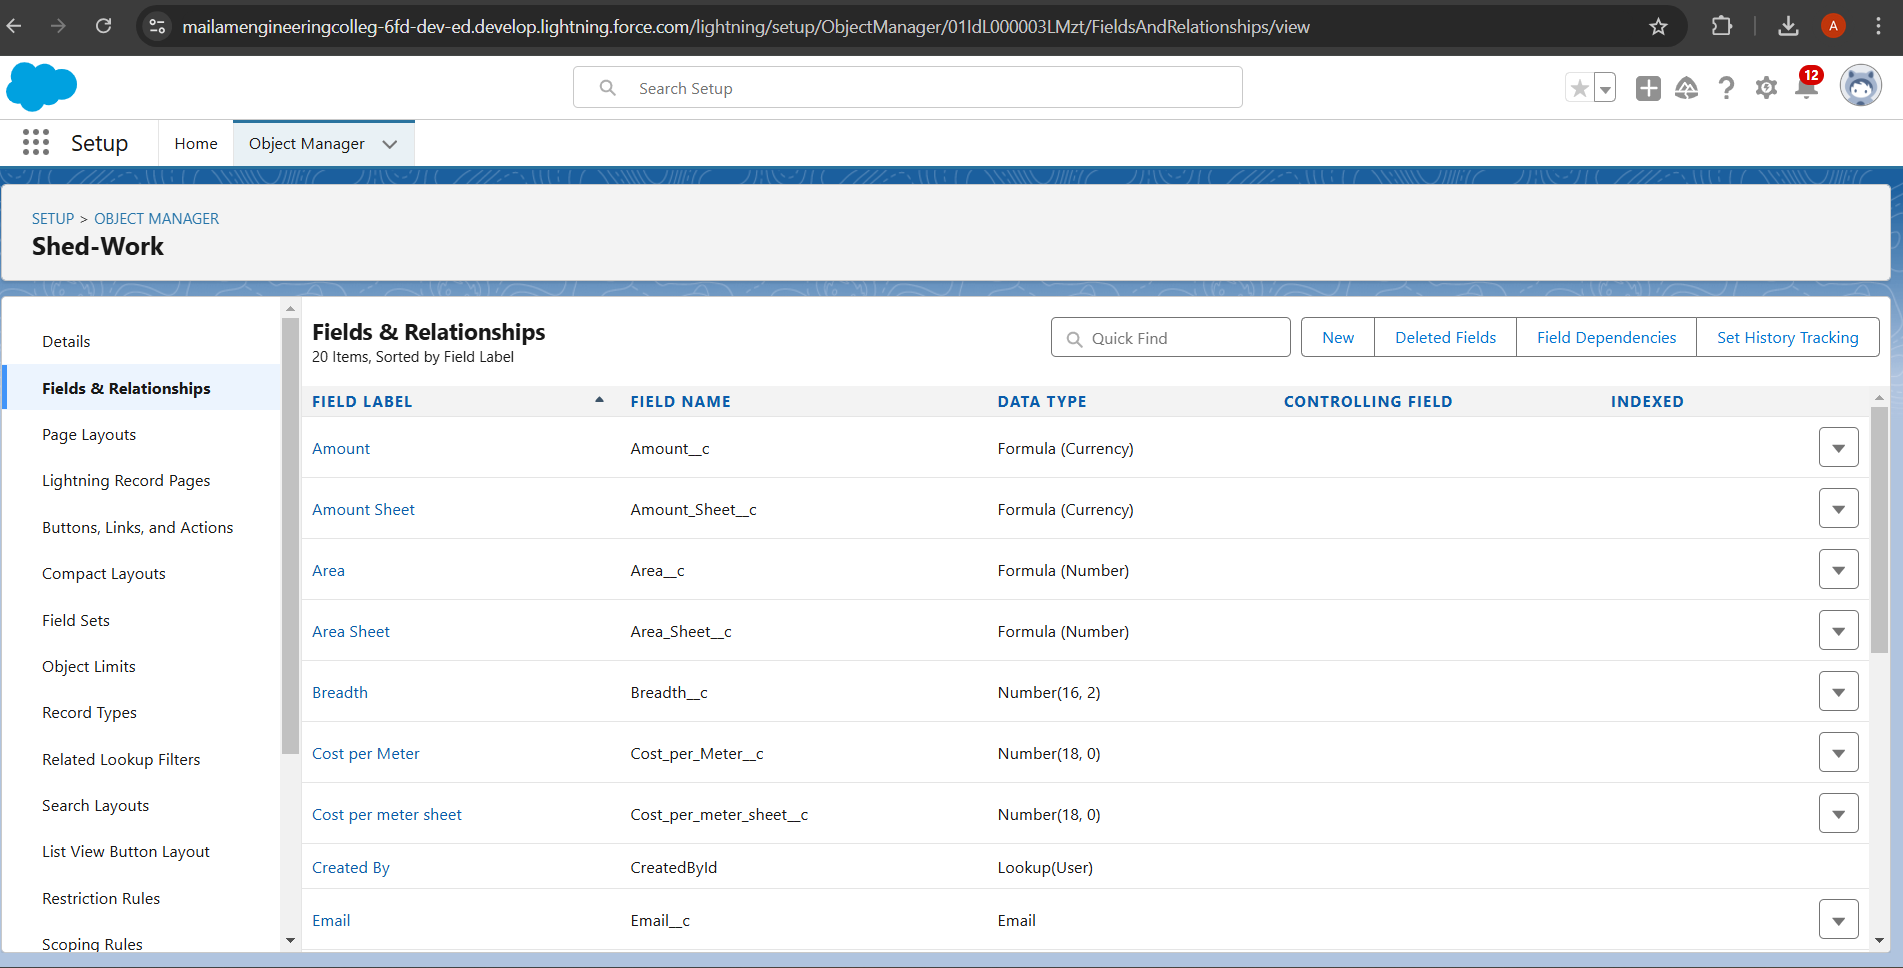 mailamengineeringcolleg-6fd-dev-ed.develop.lightning.force.com/lightning/setup/ObjectManager/01IdL000003LMzt/FieldsAndRelationships/view
A
Search Setup
12
Setup
Home
Object Manager
SETUP > OBJECT MANAGER
Shed-Work
Details
Fields & Relationships
Page Layouts
Lightning Record Pages
Buttons, Links, and Actions
Compact Layouts
Field Sets
Object Limits
Record Types
Related Lookup Filters
Search Layouts
List View Button Layout
Restriction Rules
Scoping Rules
Fields & Relationships
20 Items, Sorted by Field Label
Quick Find
New
Deleted Fields
Field Dependencies
Set History Tracking
FIELD LABEL FIELD NAME DATA TYPE CONTROLLING FIELD INDEXED
Amount Amount__c Formula (Currency)
Amount Sheet Amount_Sheet__c Formula (Currency)
Area Area__c Formula (Number)
Area Sheet Area_Sheet__c Formula (Number)
Breadth Breadth__c Number(16, 2)
Cost per Meter Cost_per_Meter__c Number(18, 0)
Cost per meter sheet Cost_per_meter_sheet__c Number(18, 0)
Created By CreatedById Lookup(User)
Email Email__c Email